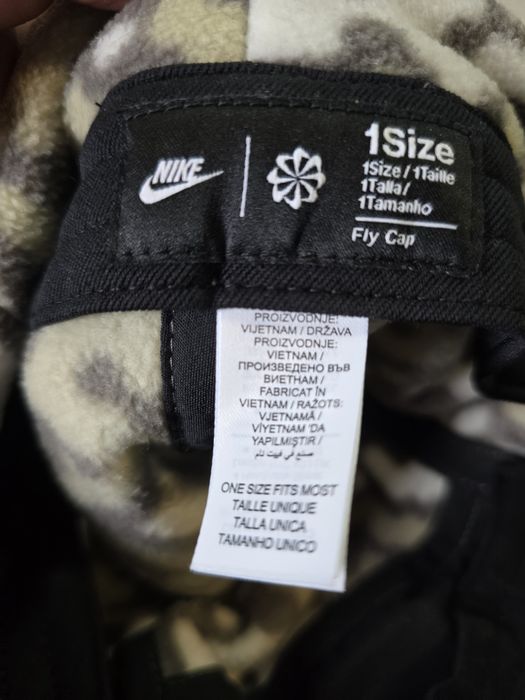 NIKE
1Size
1Size / 1Taille
1Talla /
1Tamanho
Fly Cap
PROIZVODNJE:
VIJETNAM / DRŽAVA
PROIZVODNJE:
VIETNAM /
ПРОИЗВЕДЕНО ВЪВ
ВИЕТНАМ /
FABRICAT ÎN
VIETNAM / RAŽOTS:
VJETNAMĀ /
VİYETNAM 'DA
YAPILMIŞTIR /
صنع في فيت نام
ONE SIZE FITS MOST
TAILLE UNIQUE
TALLA UNICA
TAMANHO UNICO